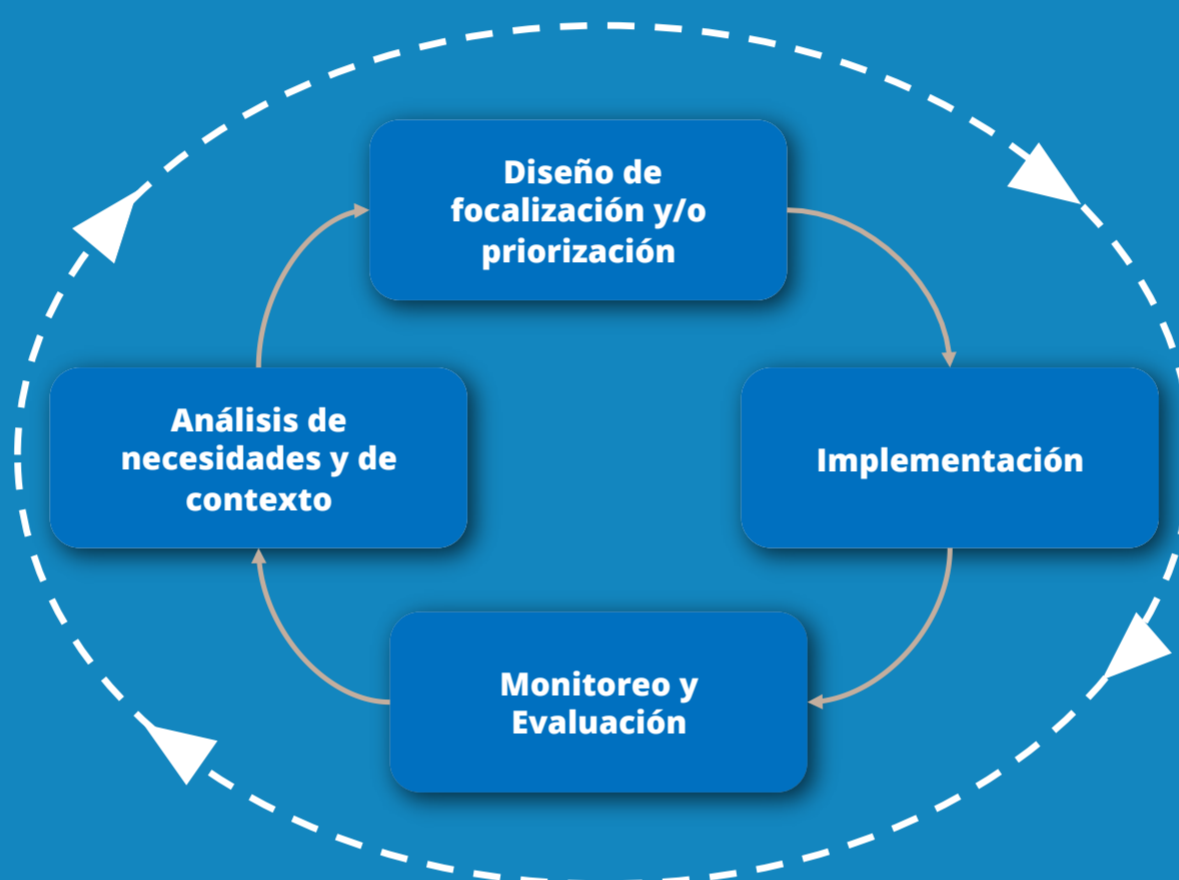 Diseño de
focalización y/o
priorización
Análisis de
necesidades y de
contexto
Implementación
Monitoreo y
Evaluación